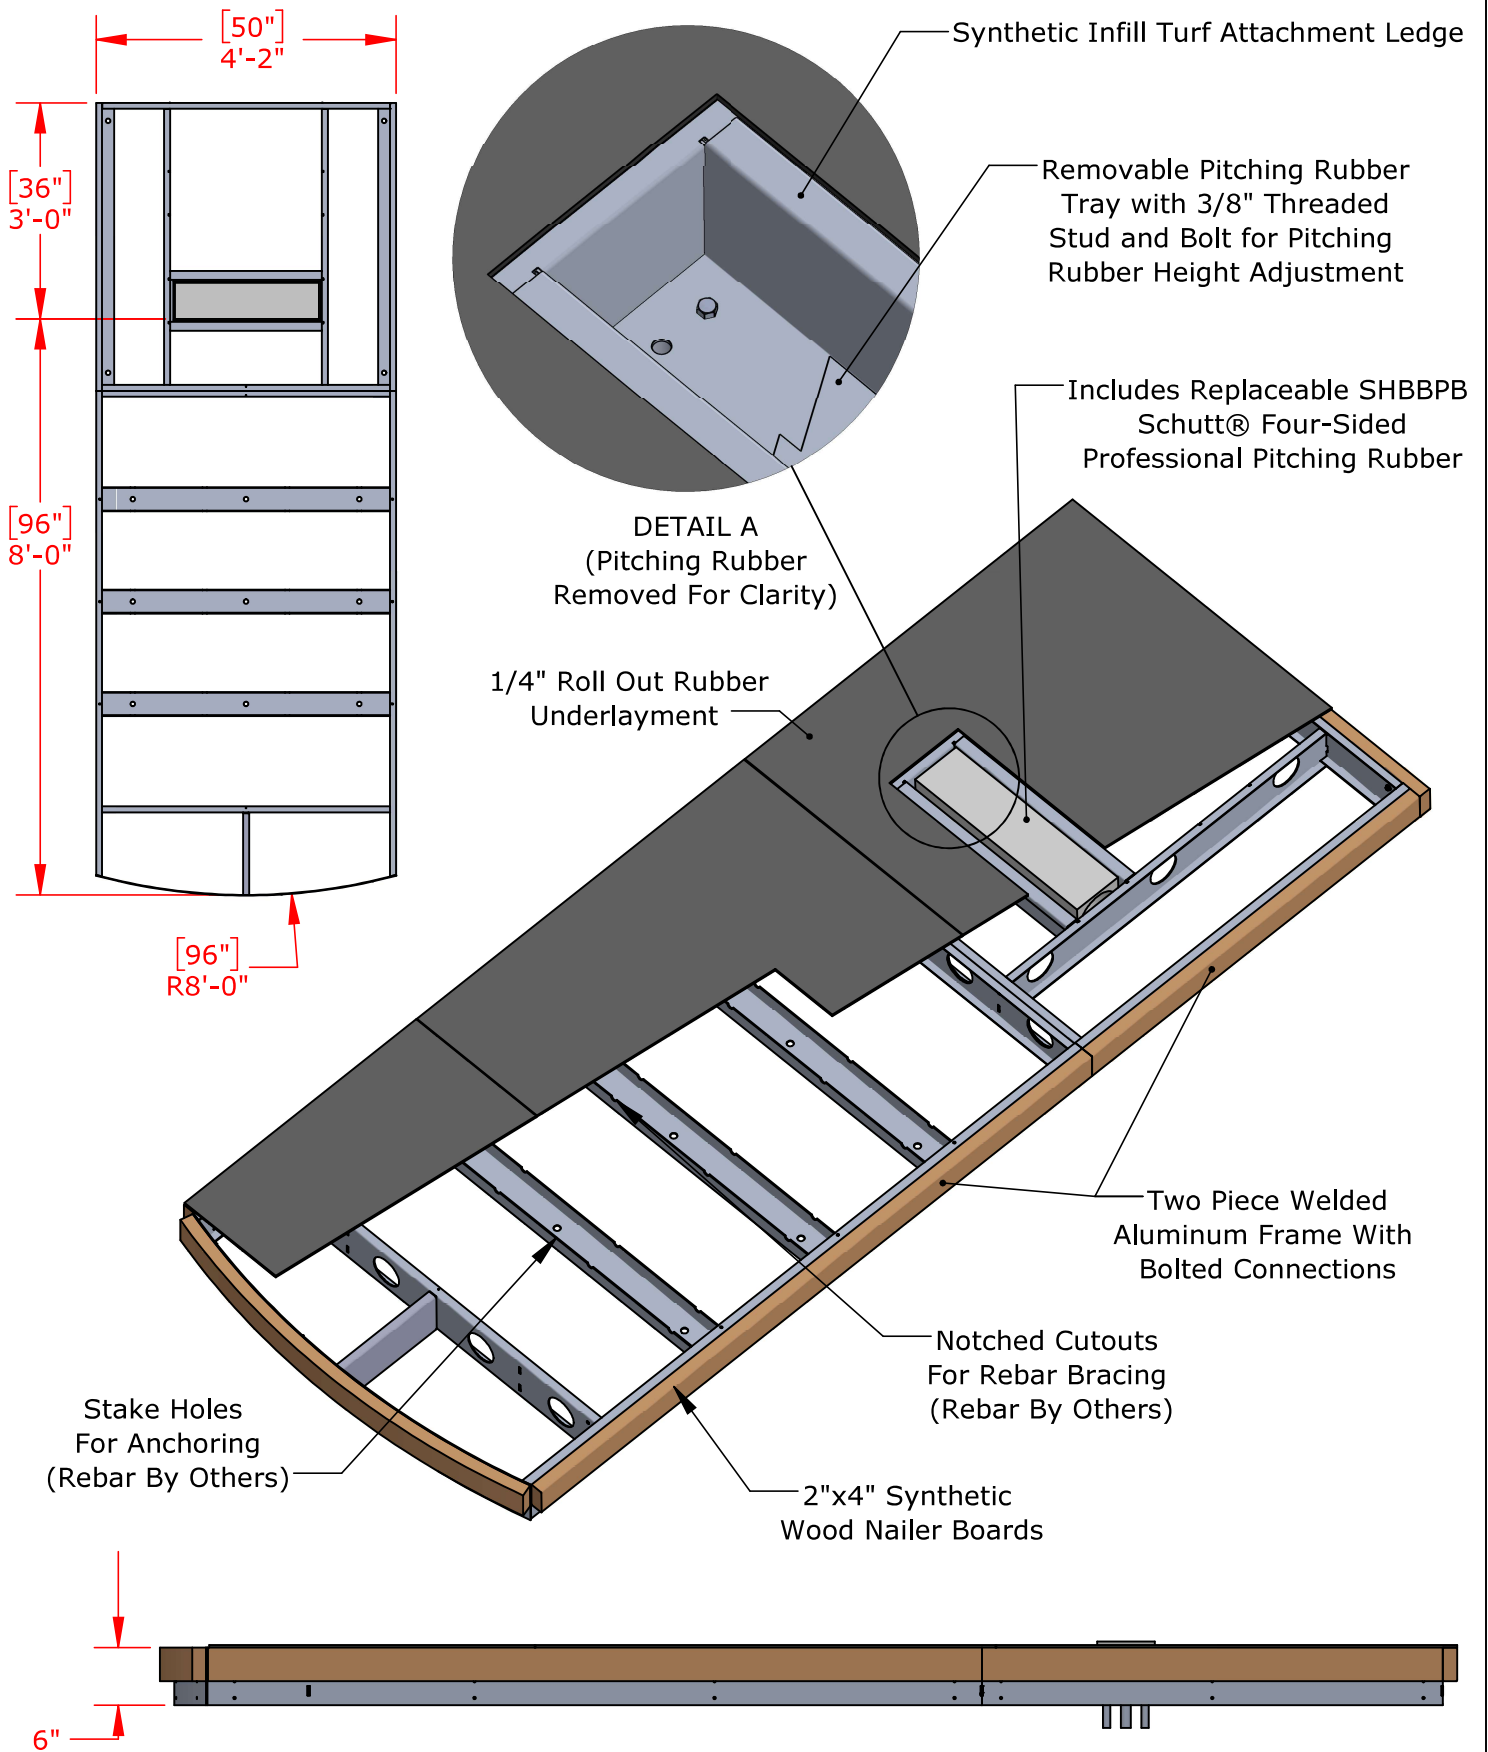 [50"]
4'-2"
[36"]
3'-0"
[96"]
8'-0"
[96"]
R8'-0"
Synthetic Infill Turf Attachment Ledge
Removable Pitching Rubber
Tray with 3/8" Threaded
Stud and Bolt for Pitching
Rubber Height Adjustment
Includes Replaceable SHBBPB
Schutt® Four-Sided
Professional Pitching Rubber
DETAIL A
(Pitching Rubber
Removed For Clarity)
1/4" Roll Out Rubber
Underlayment
Two Piece Welded
Aluminum Frame With
Bolted Connections
Notched Cutouts
For Rebar Bracing
(Rebar By Others)
Stake Holes
For Anchoring
(Rebar By Others)
2"x4" Synthetic
Wood Nailer Boards
6"